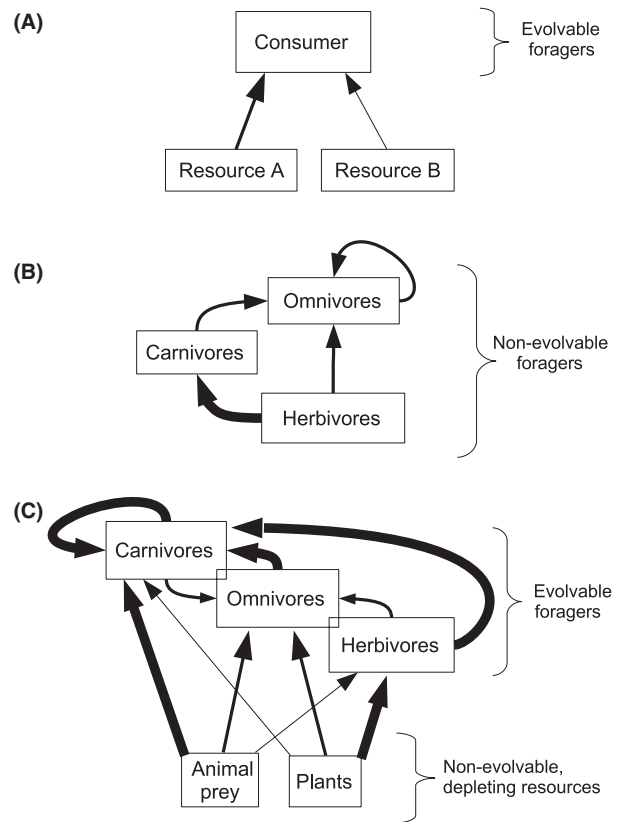 (A)
Consumer
Evolvable
foragers
Resource A
Resource B
(B)
Omnivores
Carnivores
Herbivores
Non-evolvable
foragers
(C)
Carnivores
Omnivores
Herbivores
Evolvable
foragers
Animal
prey
Plants
Non-evolvable,
depleting resources